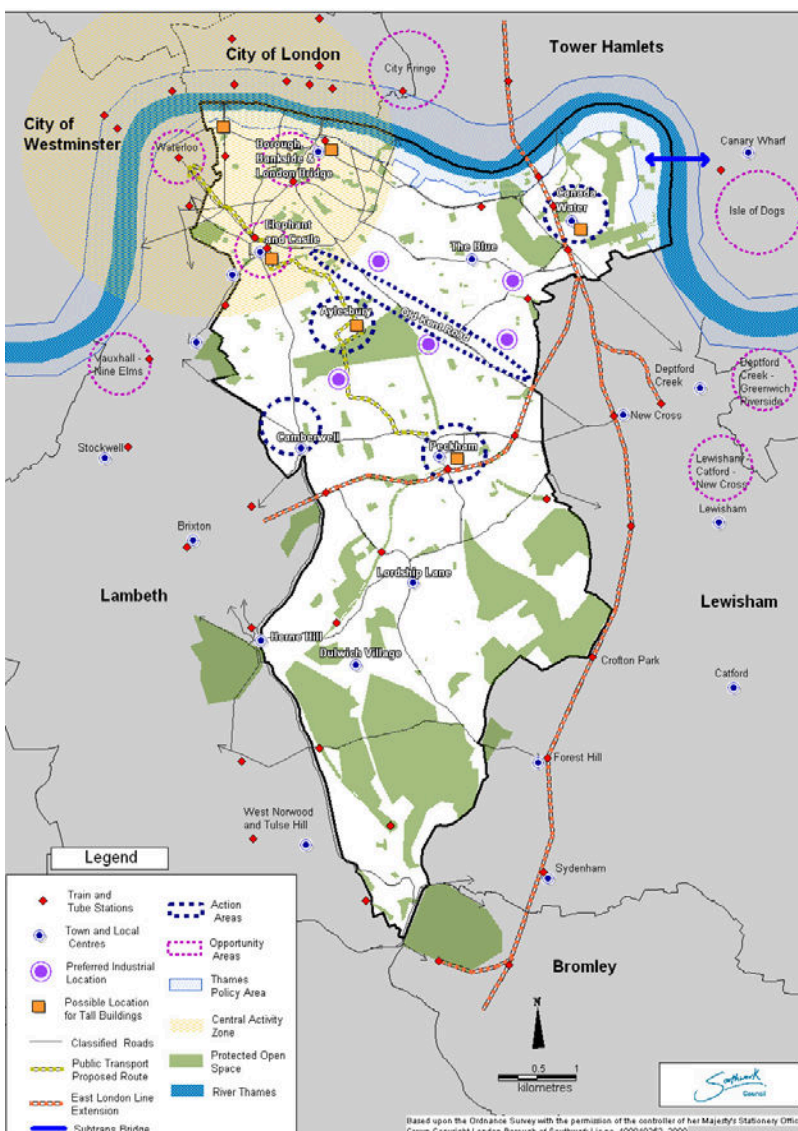 City of London
Tower Hamlets
City Fringe
City of
Westminster
Waterloo
Borough,
Bankside &
London Bridge
Canary Wharf
Canada
Water
Isle of Dogs
Elephant
and Castle
The Blue
Aylesbury
Old Kent Road
Vauxhall -
Nine Elms
Deptford
Creek
Deptford
Creek -
Greenwich
Riverside
New Cross
Camberwell
Peckham
Stockwell
Lewisham
Catford -
New Cross
Lewisham
Brixton
Lordship Lane
Lambeth
Lewisham
Herne Hill
Dulwich Village
Crofton Park
Catford
Forest Hill
West Norwood
and Tulse Hill
Sydenham
Bromley
Legend
Train and
Tube Stations
Town and Local
Centres
Preferred Industrial
Location
Possible Location
for Tall Buildings
Classified Roads
Public Transport
Proposed Route
East London Line
Extension
Subtrans Bridge
Action
Areas
Opportunity
Areas
Thames
Policy Area
Central Activity
Zone
Protected Open
Space
River Thames
N
0.5 1
kilometres
Southwark
Council
Based upon the Ordnance Survey with the permission of the controller of her Majesty's Stationery Offic